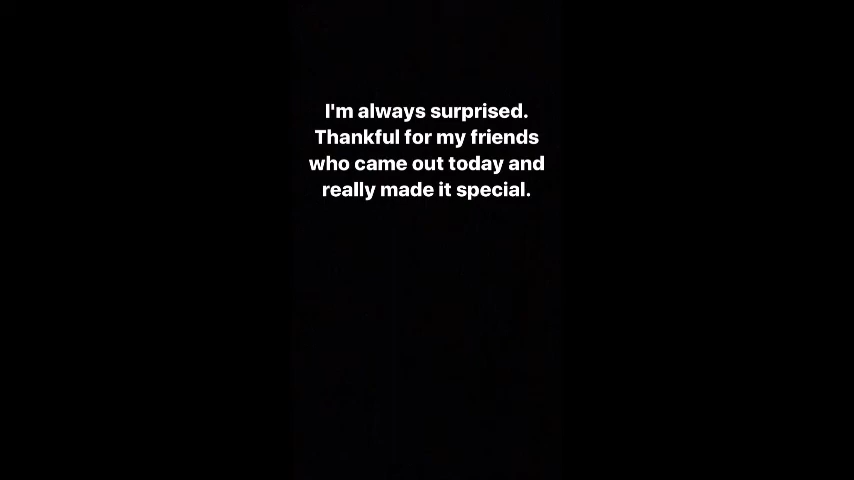 I'm always surprised.
Thankful for my friends
who came out today and
really made it special.